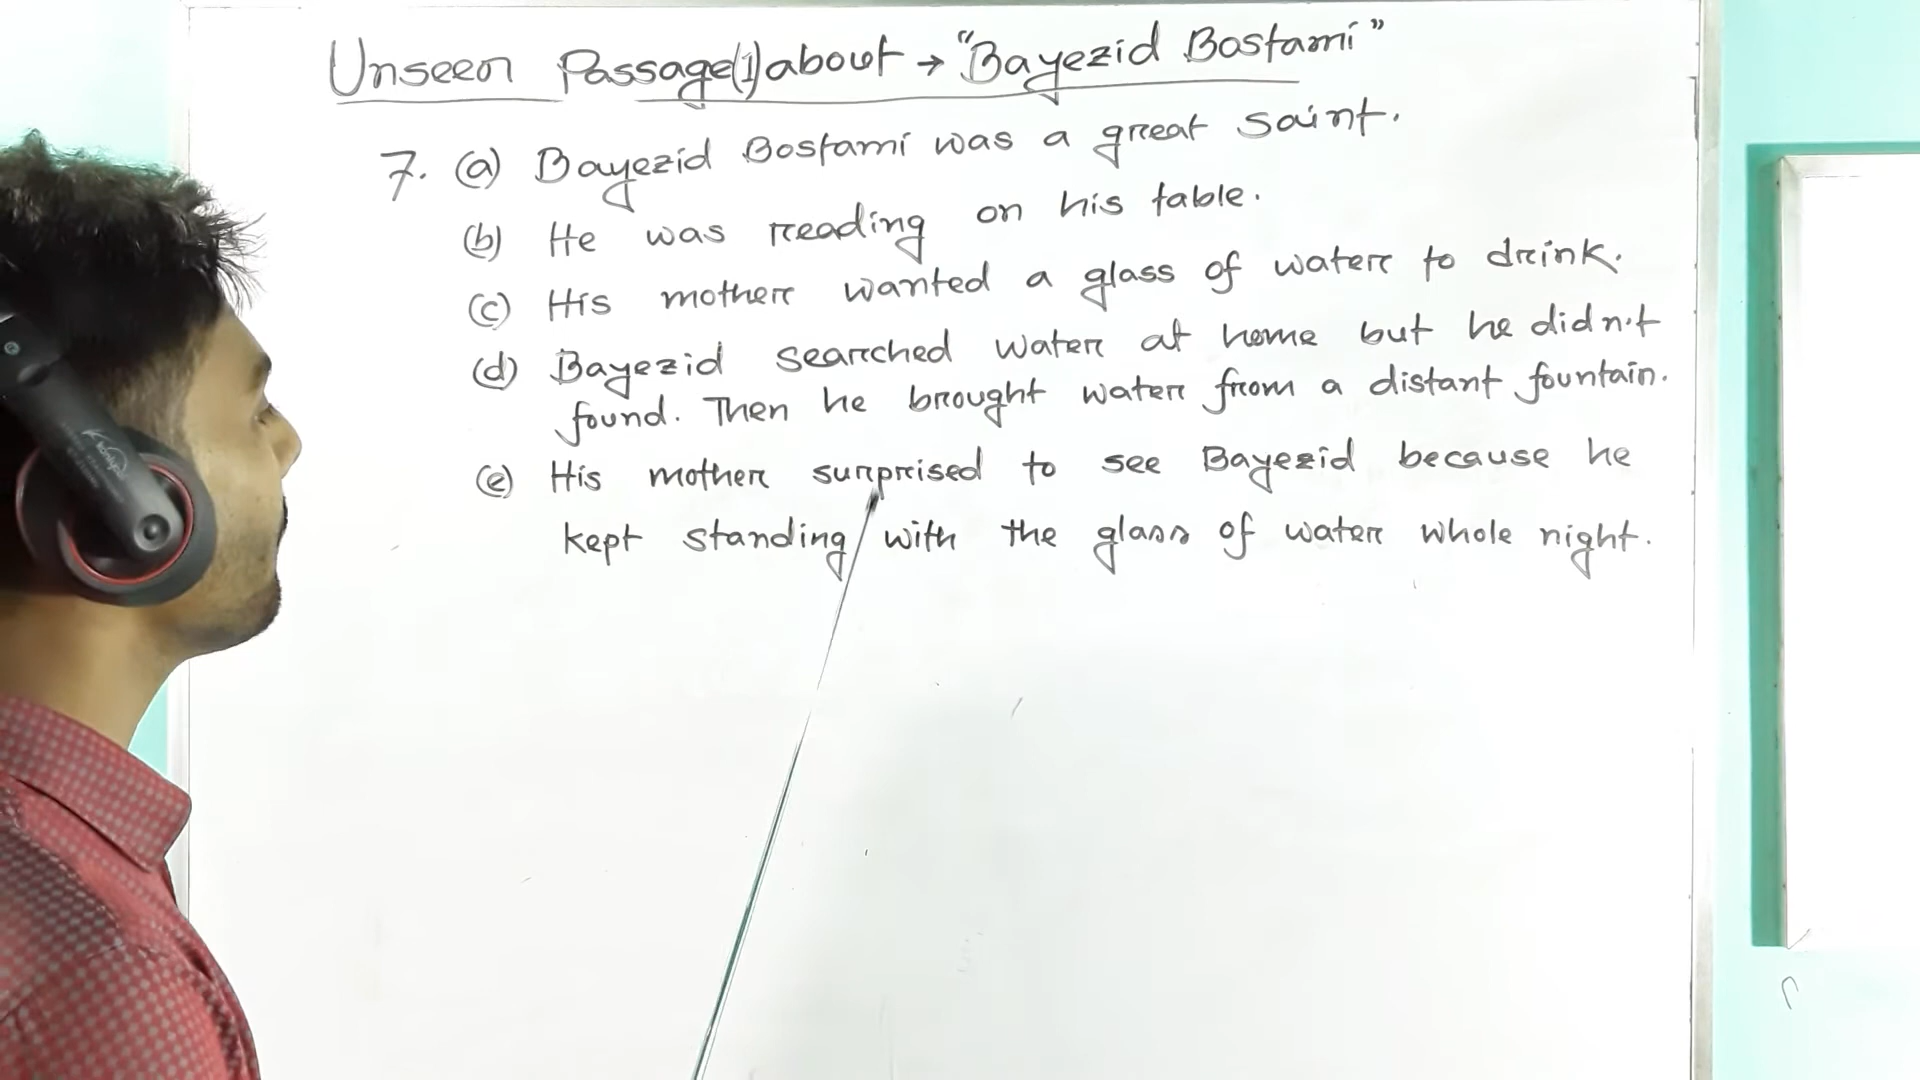 Unseen Passage(1) about → "Bayezid Bostami"
7. (a) Bayezid Bostami was a great saint.
(b) He was reading on his table.
(c) His mother wanted a glass of water to drink.
(d) Bayezid searched water at home but he didn't
found. Then he brought water from a distant fountain.
(e) His mother surprised to see Bayezid because he
kept standing with the glass of water whole night.